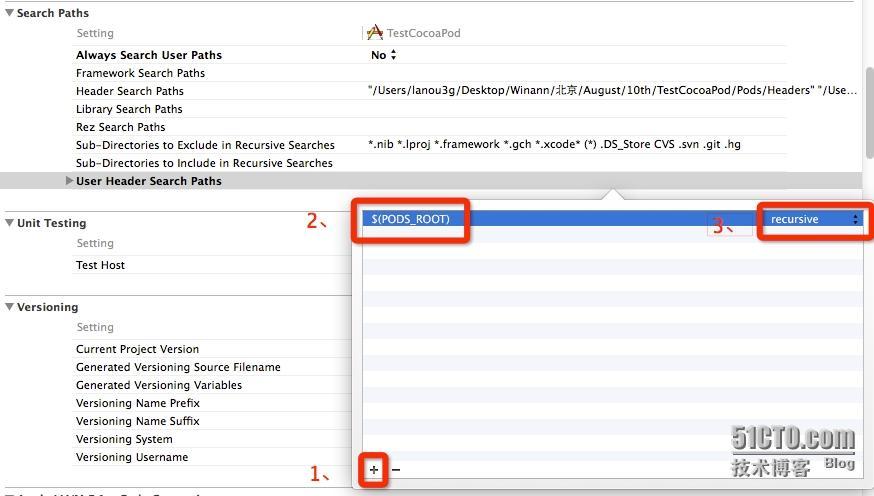 Search Paths
Setting TestCocoaPod
Always Search User Paths No
Framework Search Paths
Header Search Paths "/Users/lanou3g/Desktop/Winann/北京/August/10th/TestCocoaPod/Pods/Headers" "/Use...
Library Search Paths
Rez Search Paths
Sub-Directories to Exclude in Recursive Searches *.nib *.lproj *.framework *.gch *.xcode* (*) .DS_Store CVS .svn .git .hg
Sub-Directories to Include in Recursive Searches
User Header Search Paths
2、 $(PODS_ROOT) 3、 recursive
Unit Testing
Setting
Test Host
Versioning
Setting
Current Project Version
Generated Versioning Source Filename
Generated Versioning Variables
Versioning Name Prefix
Versioning Name Suffix
Versioning System
Versioning Username
1、 + −
51CTO.com
技术博客 Blog